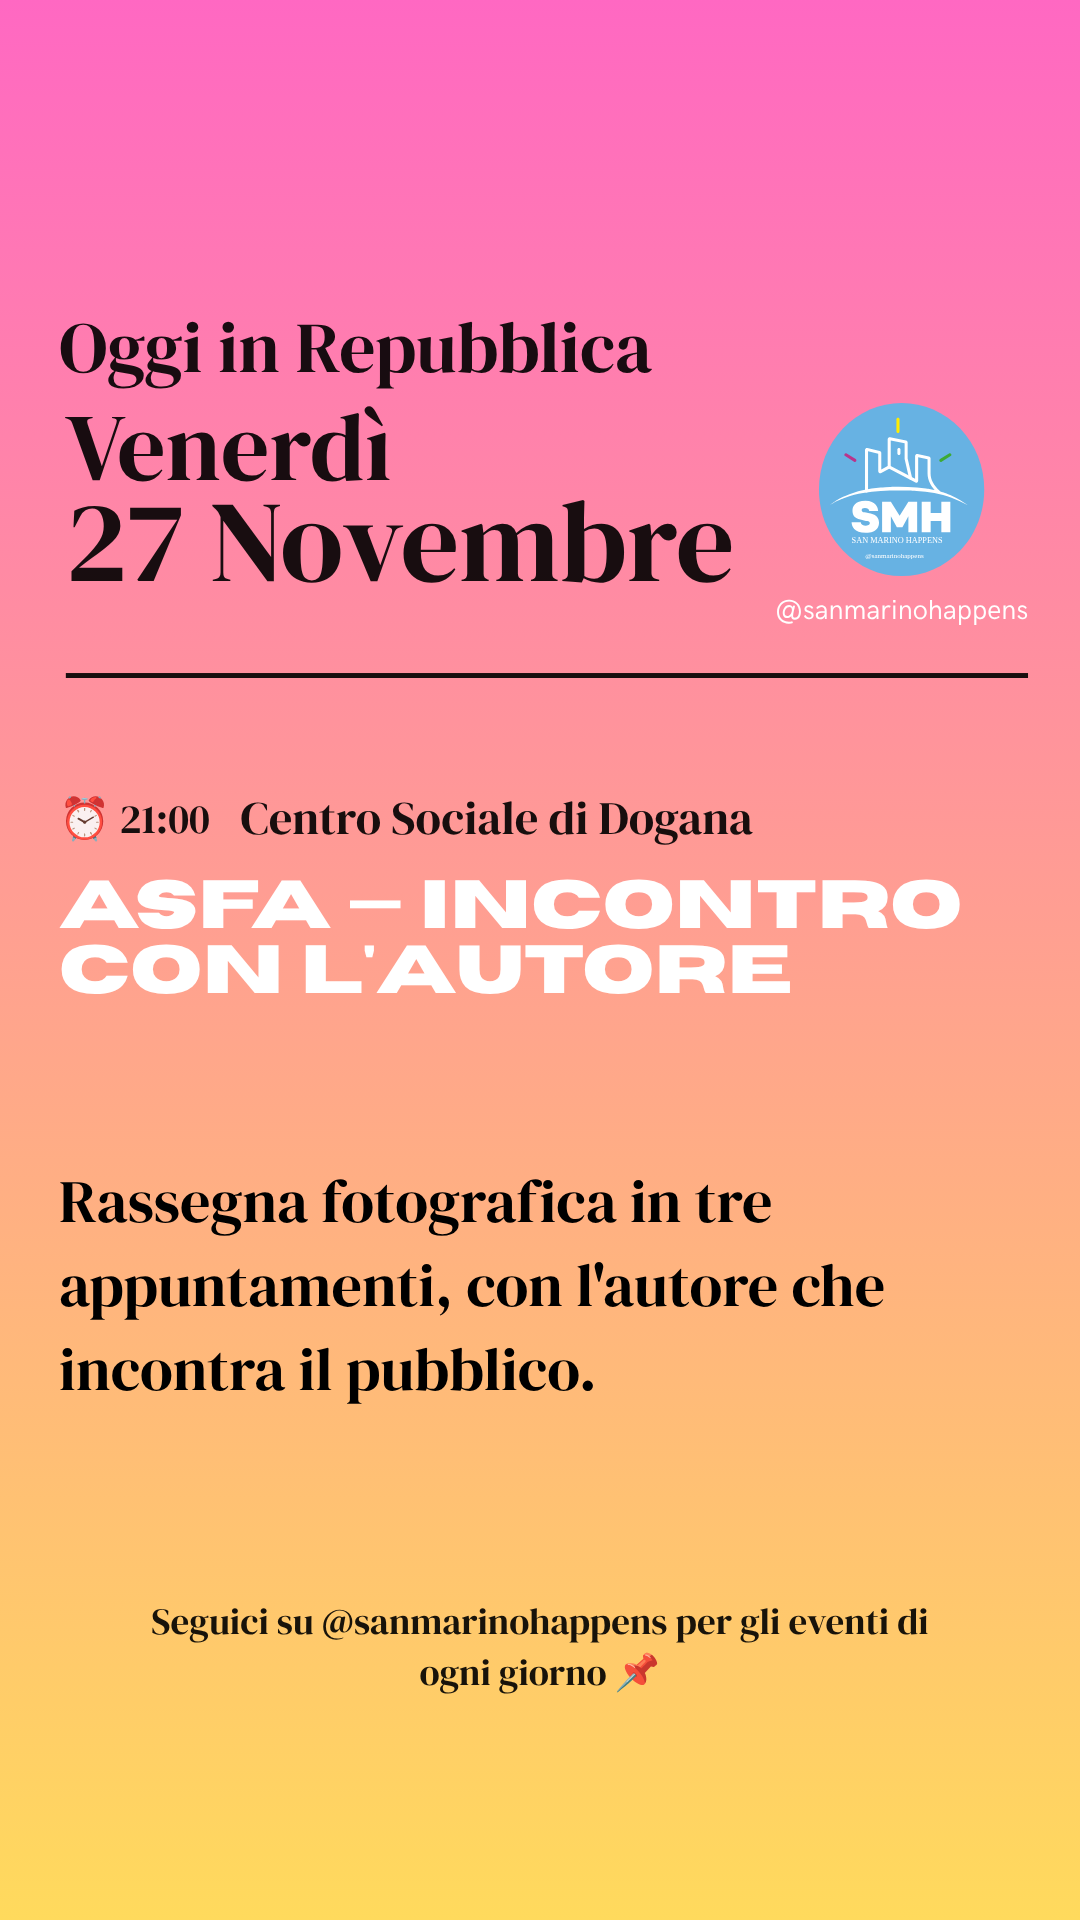 Oggi in Repubblica
Venerdì
27 Novembre
SMH
SAN MARINO HAPPENS
@sanmarinohappens
@sanmarinohappens
⏰ 21:00 Centro Sociale di Dogana
ASFA – INCONTRO
CON L'AUTORE
Rassegna fotografica in tre
appuntamenti, con l'autore che
incontra il pubblico.
Seguici su @sanmarinohappens per gli eventi di
ogni giorno 📌